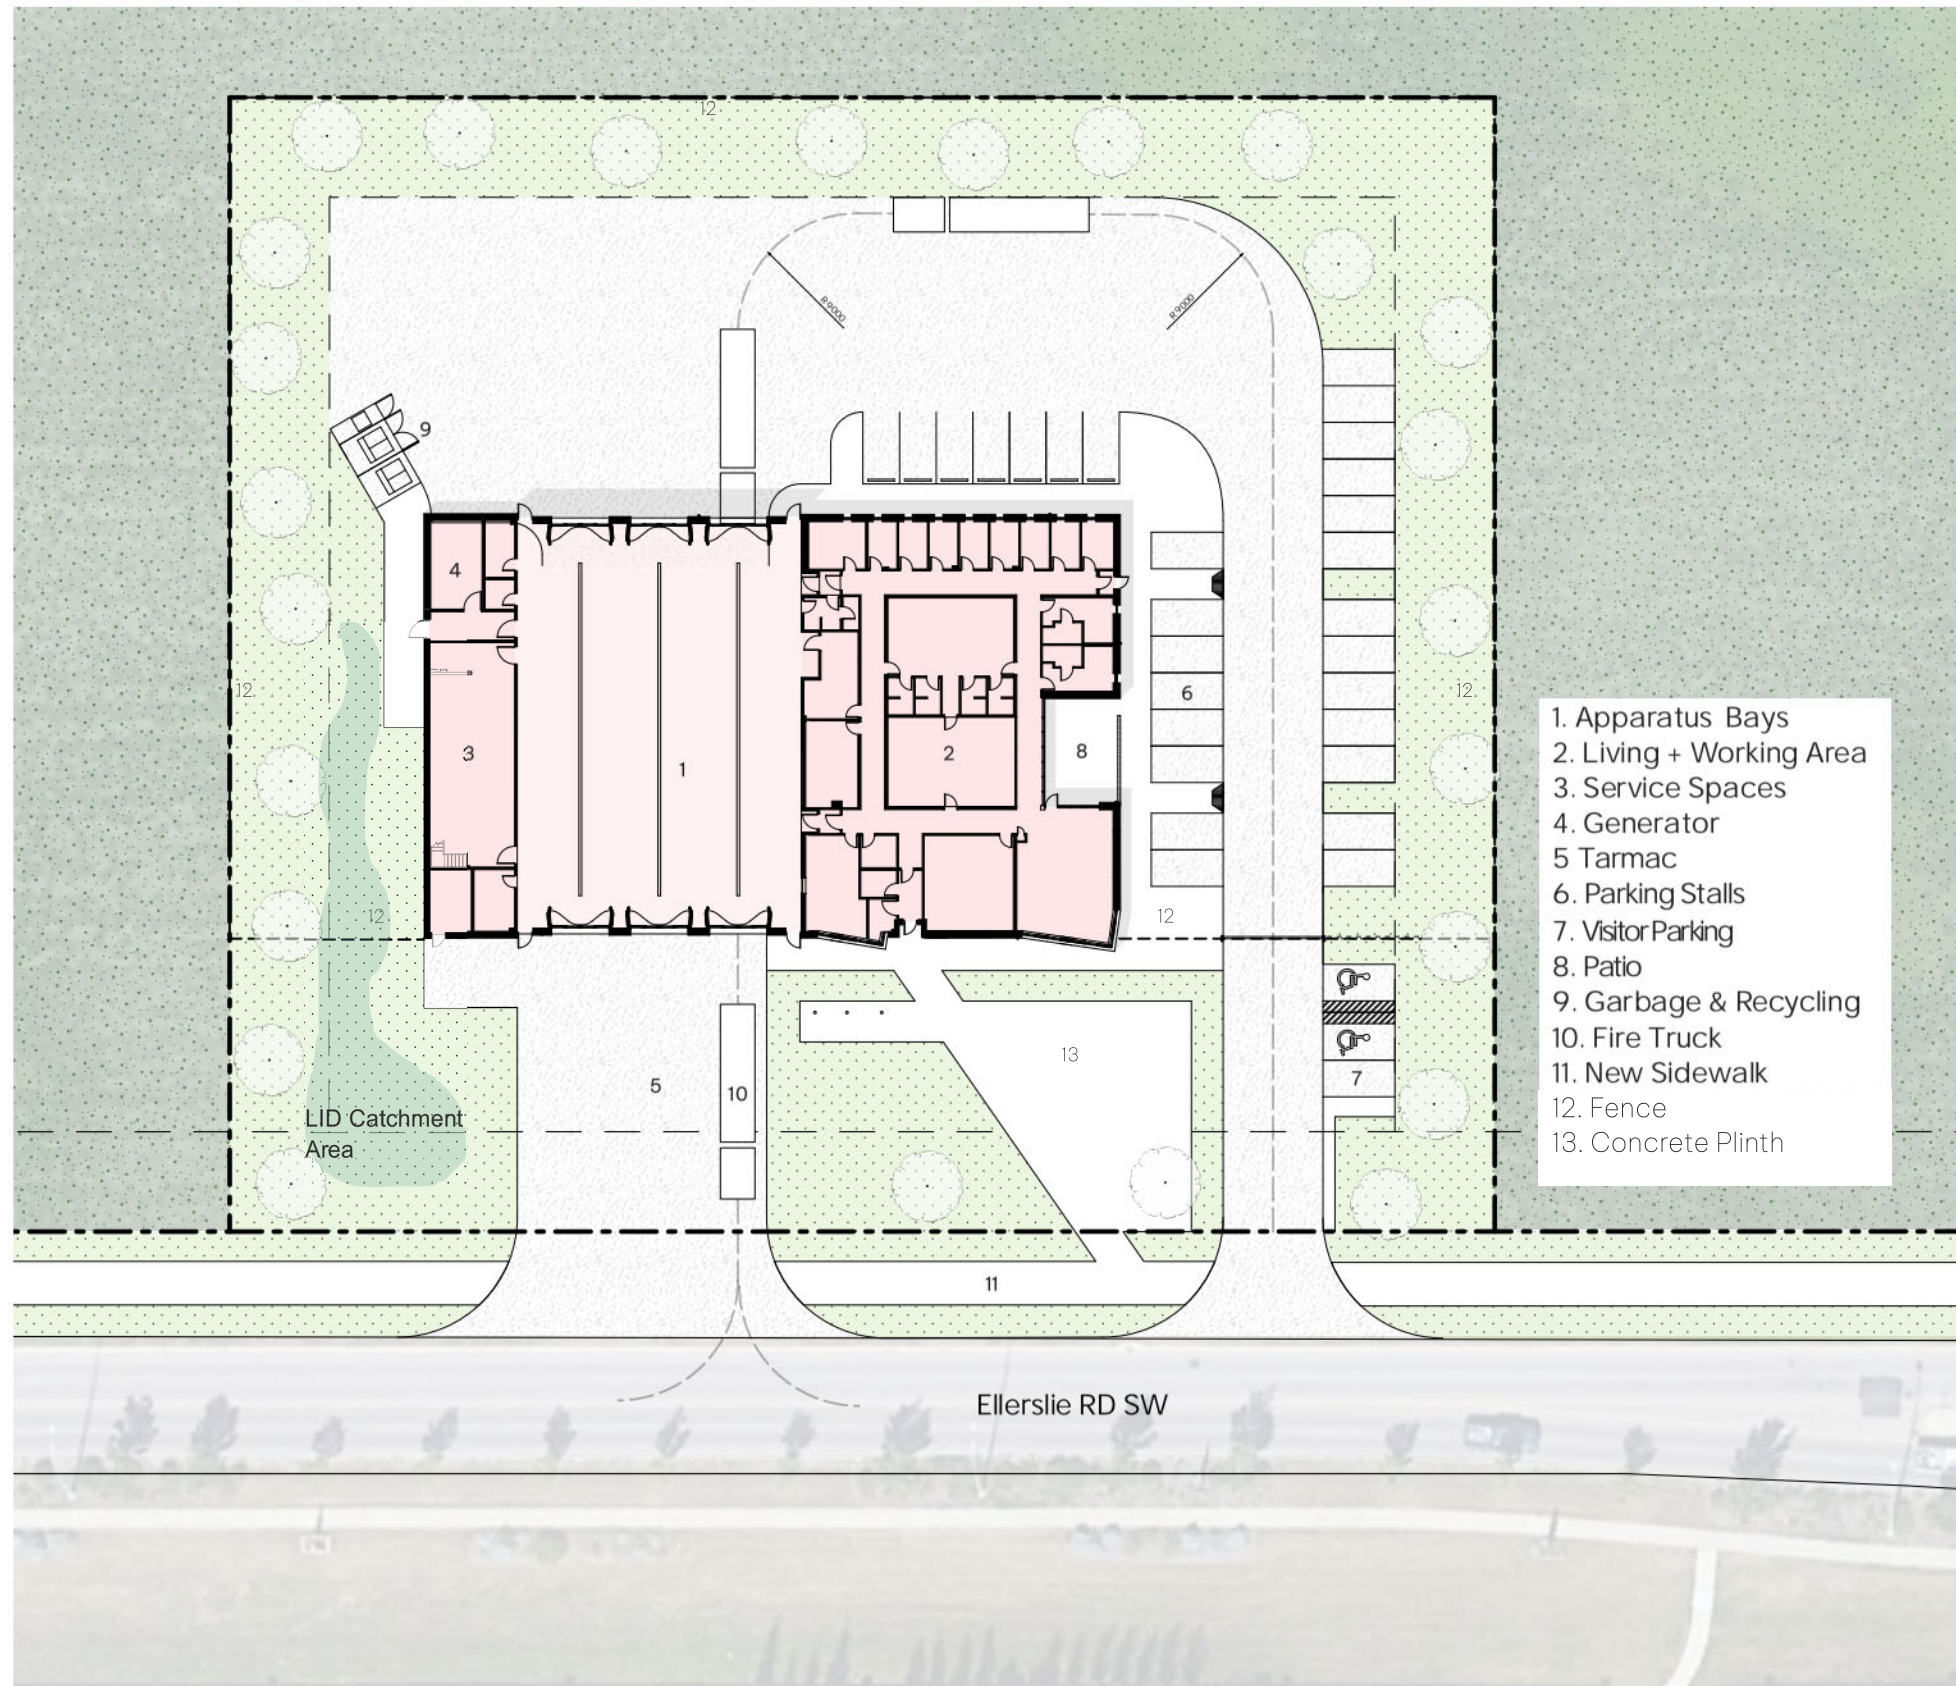 12
R 9000
R 9000
9
4
12
12
6
3
2
8
1
12
12
13
5
7
10
LID Catchment
Area
11
Ellerslie RD SW
1. Apparatus Bays
2. Living + Working Area
3. Service Spaces
4. Generator
5 Tarmac
6. Parking Stalls
7. Visitor Parking
8. Patio
9. Garbage & Recycling
10. Fire Truck
11. New Sidewalk
12. Fence
13. Concrete Plinth